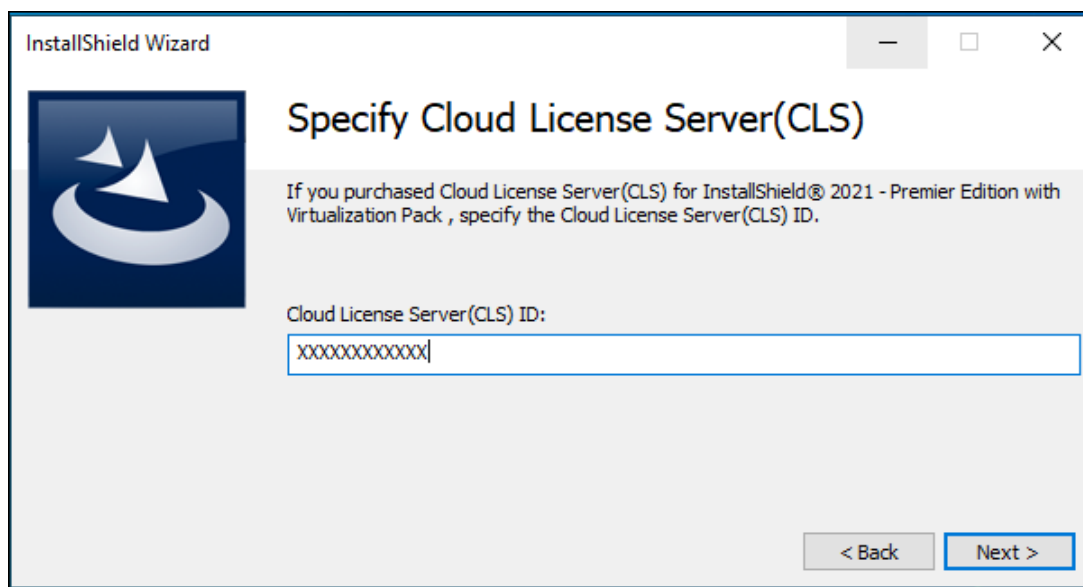 InstallShield Wizard
Specify Cloud License Server(CLS)
If you purchased Cloud License Server(CLS) for InstallShield® 2021 - Premier Edition with
Virtualization Pack , specify the Cloud License Server(CLS) ID.
Cloud License Server(CLS) ID:
XXXXXXXXXXXX
< Back
Next >